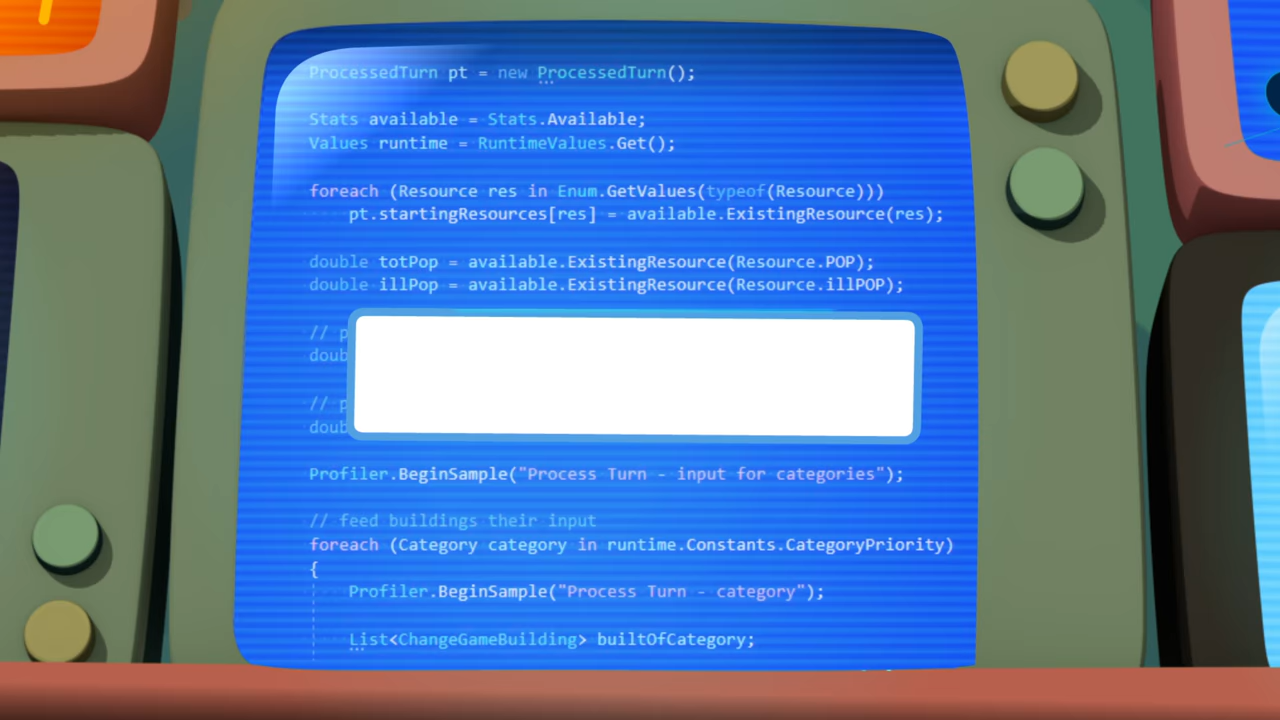 ProcessedTurn pt = new ProcessedTurn();
Stats available = Stats.Available;
Values runtime = RuntimeValues.Get();
foreach (Resource res in Enum.GetValues(typeof(Resource)))
pt.startingResources[res] = available.ExistingResource(res);
double totPop = available.ExistingResource(Resource.POP);
double illPop = available.ExistingResource(Resource.illPOP);
//
//
Profiler.BeginSample("Process Turn - input for categories");
// feed buildings their input
foreach (Category category in runtime.Constants.CategoryPriority)
{
Profiler.BeginSample("Process Turn - category");
List<ChangeGameBuilding> builtOfCategory;